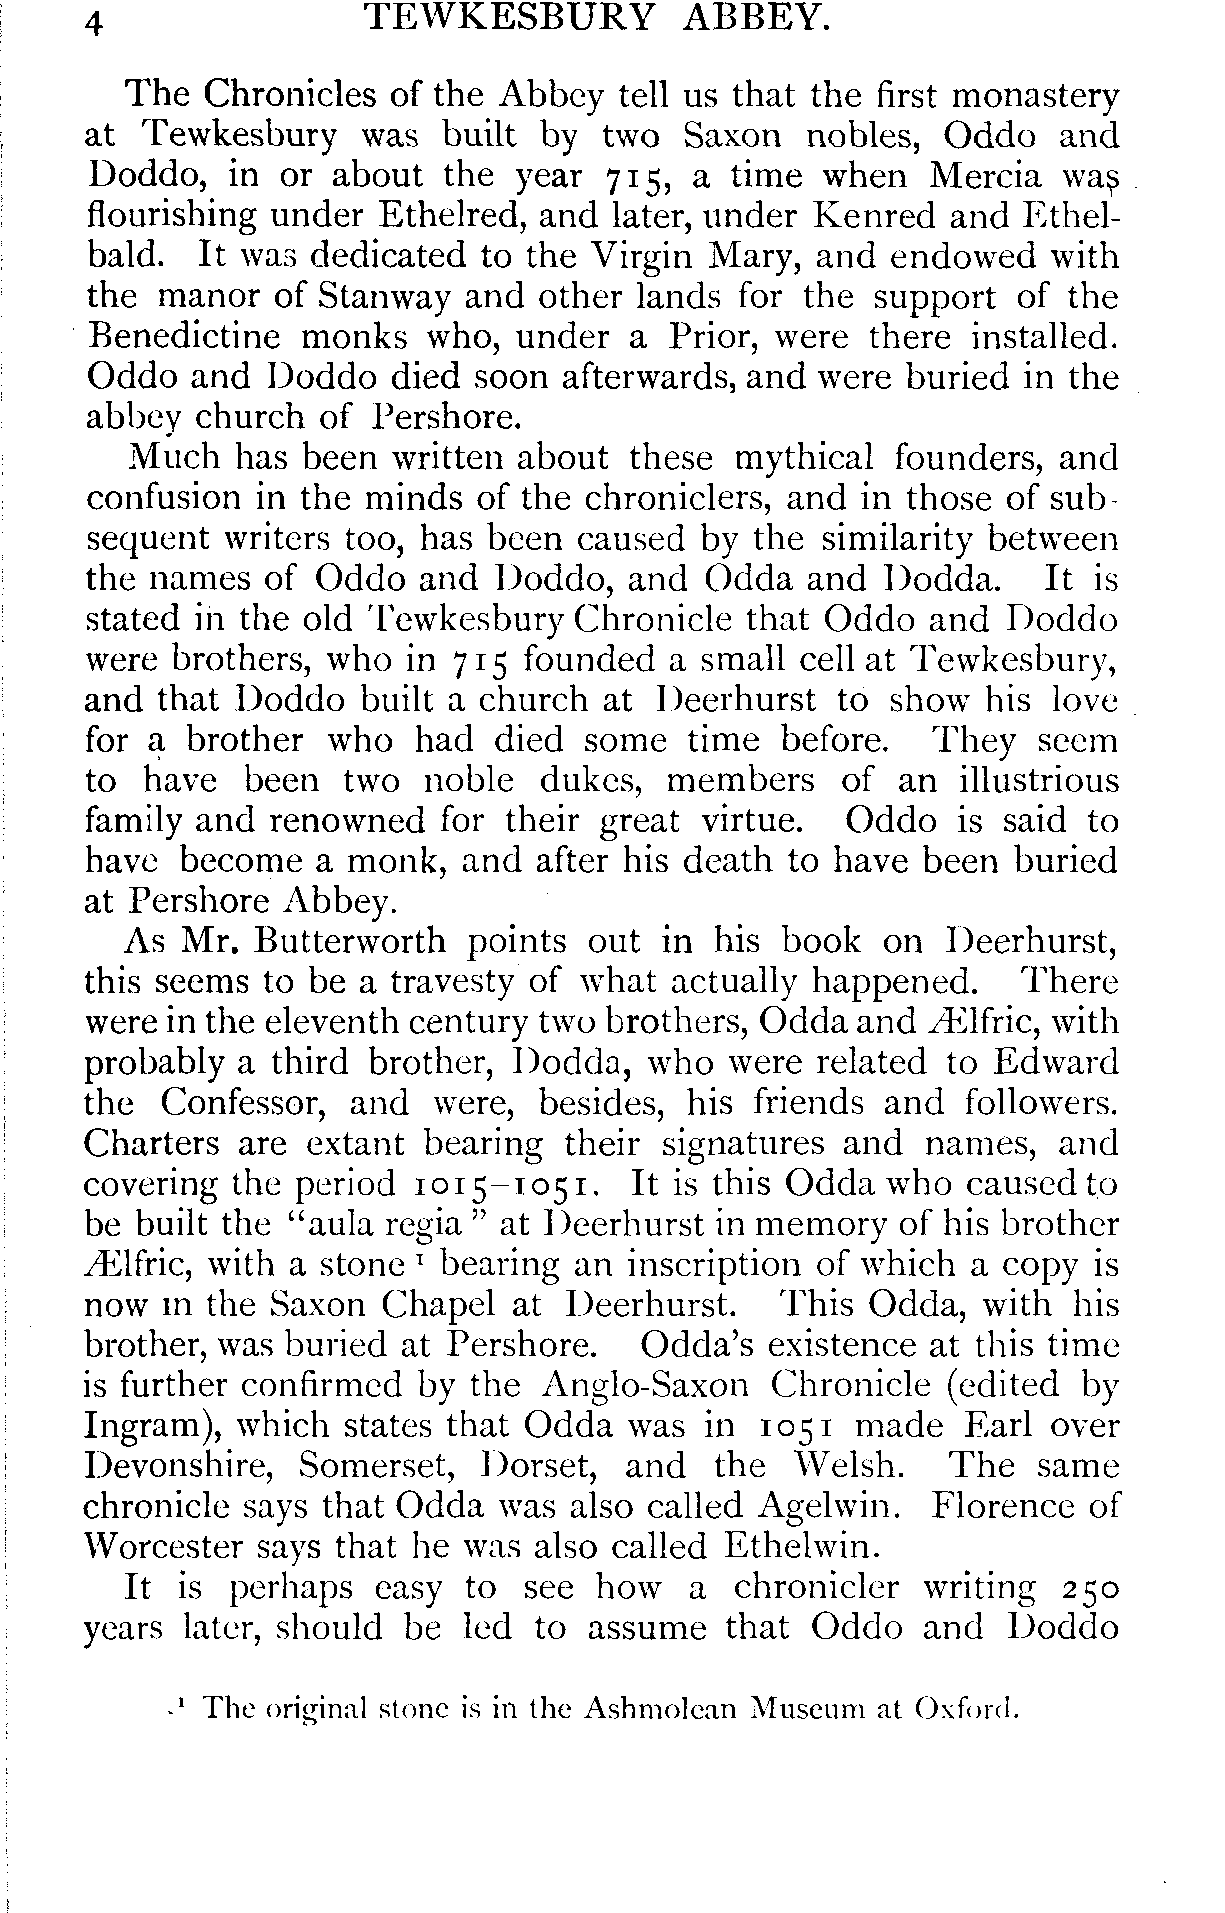 4 TEWKESBURY ABBEY.
The Chronicles of the Abbey tell us that the first monastery
at Tewkesbury was built by two Saxon nobles, Oddo and
Doddo, in or about the year 715, a time when Mercia was
flourishing under Ethelred, and later, under Kenred and Ethel-
bald. It was dedicated to the Virgin Mary, and endowed with
the manor of Stanway and other lands for the support of the
Benedictine monks who, under a Prior, were there installed.
Oddo and Doddo died soon afterwards, and were buried in the
abbey church of Pershore.
Much has been written about these mythical founders, and
confusion in the minds of the chroniclers, and in those of sub-
sequent writers too, has been caused by the similarity between
the names of Oddo and Doddo, and Odda and Dodda. It is
stated in the old Tewkesbury Chronicle that Oddo and Doddo
were brothers, who in 715 founded a small cell at Tewkesbury,
and that Doddo built a church at Deerhurst to show his love
for a brother who had died some time before. They seem
to have been two noble dukes, members of an illustrious
family and renowned for their great virtue. Oddo is said to
have become a monk, and after his death to have been buried
at Pershore Abbey.
As Mr. Butterworth points out in his book on Deerhurst,
this seems to be a travesty of what actually happened. There
were in the eleventh century two brothers, Odda and Ælfric, with
probably a third brother, Dodda, who were related to Edward
the Confessor, and were, besides, his friends and followers.
Charters are extant bearing their signatures and names, and
covering the period 1015–1051. It is this Odda who caused to
be built the "aula regia" at Deerhurst in memory of his brother
Ælfric, with a stone ¹ bearing an inscription of which a copy is
now in the Saxon Chapel at Deerhurst. This Odda, with his
brother, was buried at Pershore. Odda's existence at this time
is further confirmed by the Anglo-Saxon Chronicle (edited by
Ingram), which states that Odda was in 1051 made Earl over
Devonshire, Somerset, Dorset, and the Welsh. The same
chronicle says that Odda was also called Agelwin. Florence of
Worcester says that he was also called Ethelwin.
It is perhaps easy to see how a chronicler writing 250
years later, should be led to assume that Oddo and Doddo
¹ The original stone is in the Ashmolean Museum at Oxford.